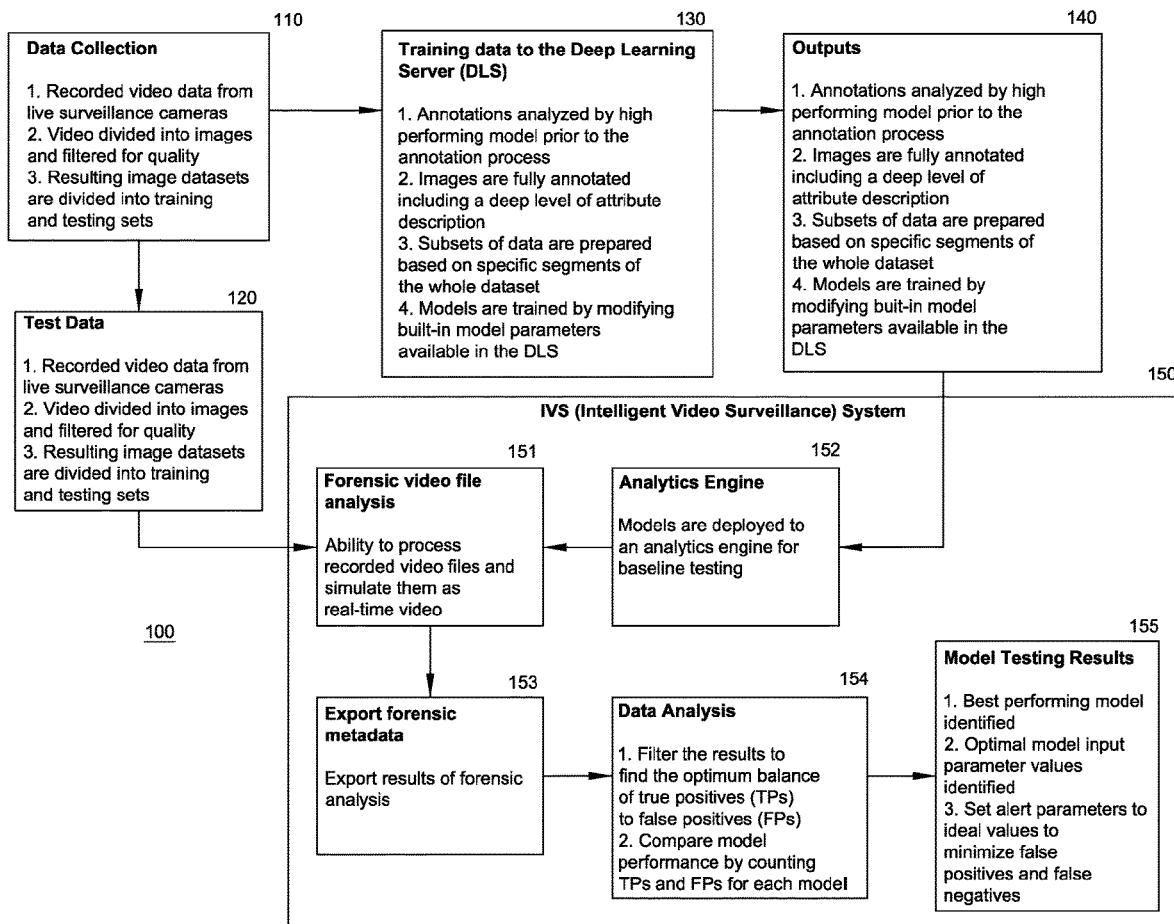 110
Data Collection
1. Recorded video data from
live surveillance cameras
2. Video divided into images
and filtered for quality
3. Resulting image datasets
are divided into training
and testing sets
130
Training data to the Deep Learning
Server (DLS)
1. Annotations analyzed by high
performing model prior to the
annotation process
2. Images are fully annotated
including a deep level of
attribute description
3. Subsets of data are prepared
based on specific segments of
the whole dataset
4. Models are trained by modifying
built-in model parameters
available in the DLS
140
Outputs
1. Annotations analyzed by high
performing model prior to the
annotation process
2. Images are fully annotated
including a deep level of
attribute description
3. Subsets of data are prepared
based on specific segments of
the whole dataset
4. Models are trained by
modifying built-in model
parameters available in the
DLS
120
Test Data
1. Recorded video data from
live surveillance cameras
2. Video divided into images
and filtered for quality
3. Resulting image datasets
are divided into training
and testing sets
150
IVS (Intelligent Video Surveillance) System
151
Forensic video file
analysis
Ability to process
recorded video files and
simulate them as
real-time video
152
Analytics Engine
Models are deployed to
an analytics engine for
baseline testing
100
153
Export forensic
metadata
Export results of forensic
analysis
154
Data Analysis
1. Filter the results to
find the optimum balance
of true positives (TPs)
to false positives (FPs)
2. Compare model
performance by counting
TPs and FPs for each model
155
Model Testing Results
1. Best performing model
identified
2. Optimal model input
parameter values
identified
3. Set alert parameters to
ideal values to
minimize false
positives and false
negatives